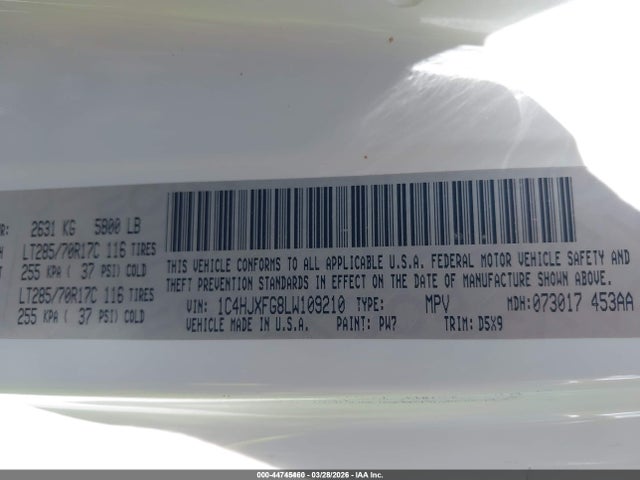 R: 2631 KG 5800 LB
H LT285/70R17C 116 TIRES
255 KPA ( 37 PSI) COLD
LT285/70R17C 116 TIRES
255 KPA ( 37 PSI) COLD
THIS VEHICLE CONFORMS TO ALL APPLICABLE U.S.A. FEDERAL MOTOR VEHICLE SAFETY AND
THEFT PREVENTION STANDARDS IN EFFECT ON THE DATE OF MANUFACTURE SHOWN ABOVE.
VIN: 1C4HJXFG8LW109210 TYPE: MPV MDH: 073017 453AA
VEHICLE MADE IN U.S.A. PAINT: PW7 TRIM: D5X9
03/28/2026 - IAA Inc.